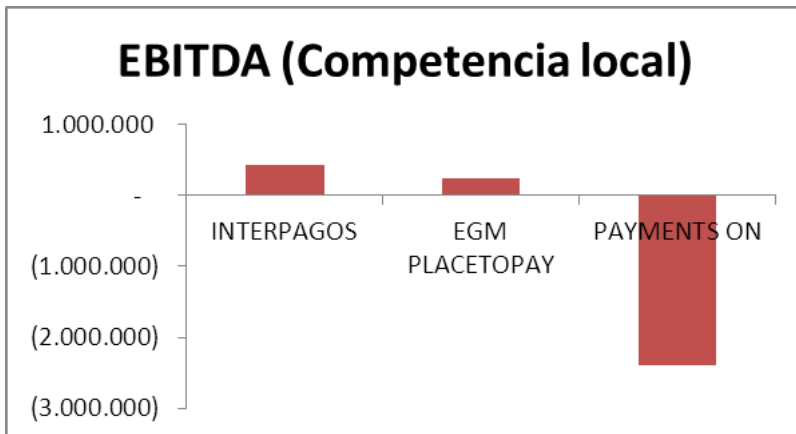 EBITDA (Competencia local)
1.000.000
-
INTERPAGOS
EGM
PLACETOPAY
PAYMENTS ON
(1.000.000)
(2.000.000)
(3.000.000)